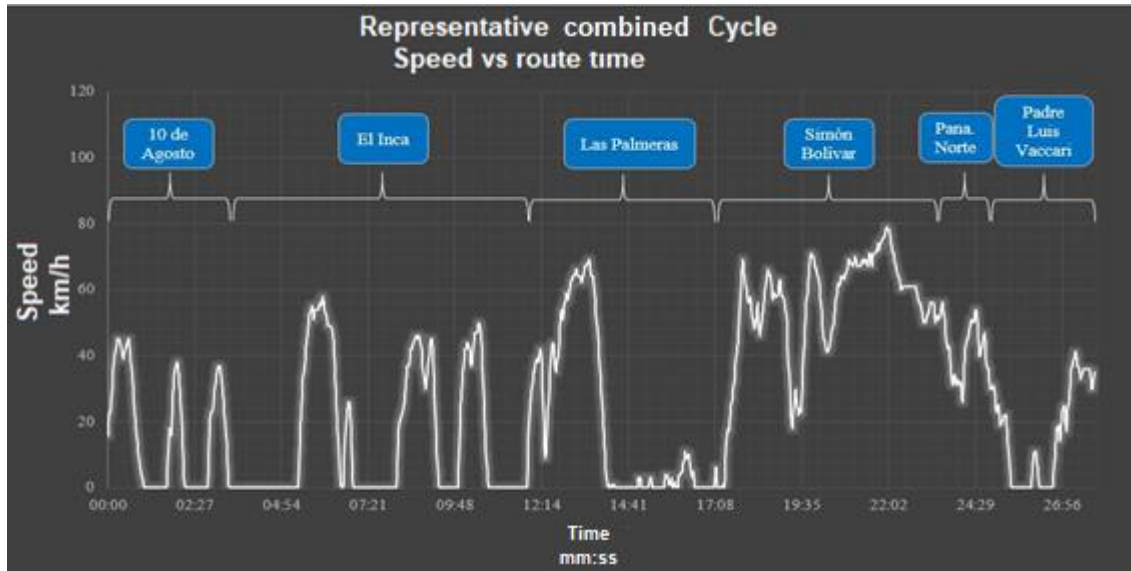 Representative combined Cycle
Speed vs route time
120
100
80
60
40
20
0
Speed
km/h
10 de
Agosto
El Inca
Las Palmeras
Simón
Bolívar
Pana.
Norte
Padre
Luis
Vaccari
00:00 02:27 04:54 07:21 09:48 12:14 14:41 17:08 19:35 22:02 24:29 26:56
Time
mm:ss